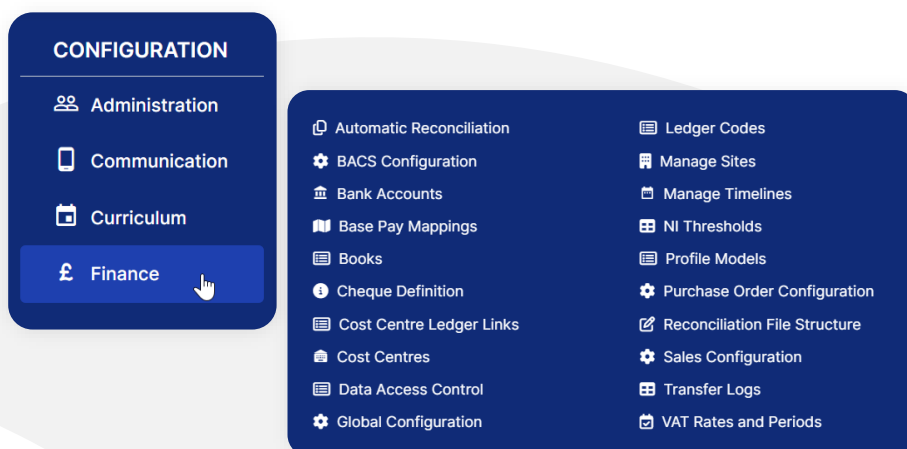 CONFIGURATION
Administration
Communication
Curriculum
£ Finance
Automatic Reconciliation
BACS Configuration
Bank Accounts
Base Pay Mappings
Books
Cheque Definition
Cost Centre Ledger Links
Cost Centres
Data Access Control
Global Configuration
Ledger Codes
Manage Sites
Manage Timelines
NI Thresholds
Profile Models
Purchase Order Configuration
Reconciliation File Structure
Sales Configuration
Transfer Logs
VAT Rates and Periods